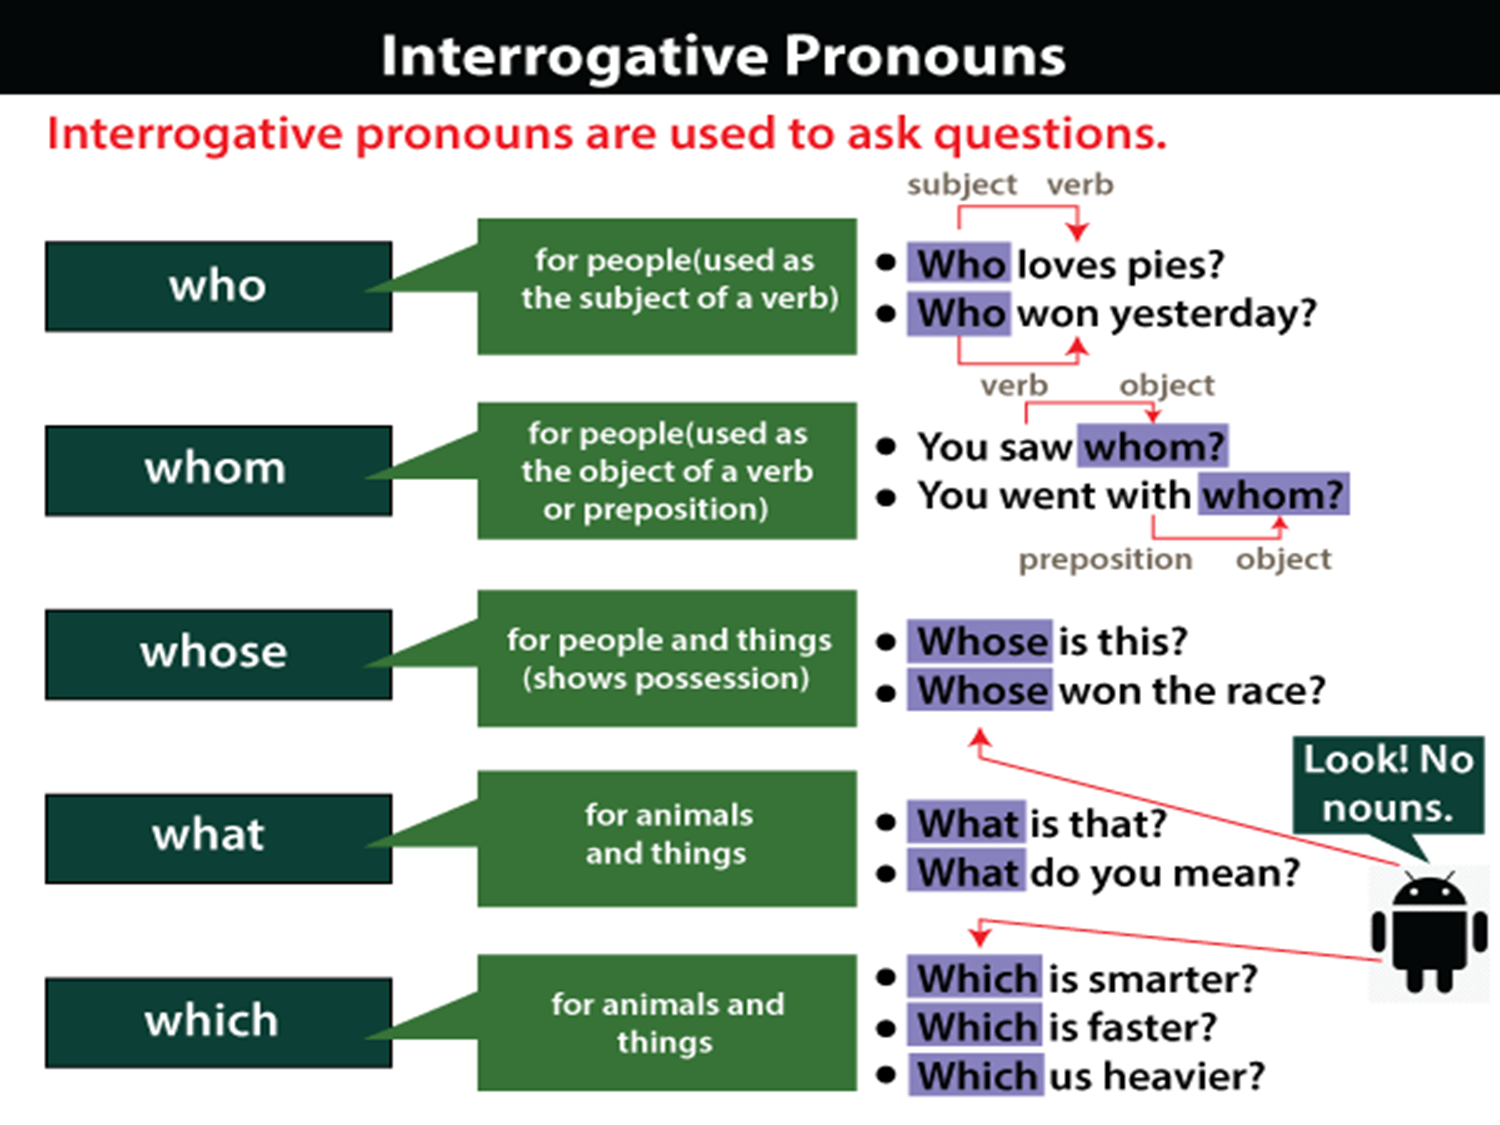 Interrogative Pronouns
Interrogative pronouns are used to ask questions.
who
for people(used as
the subject of a verb)
subject verb
• Who loves pies?
• Who won yesterday?
whom
for people(used as
the object of a verb
or preposition)
verb object
• You saw whom?
• You went with whom?
preposition object
whose
for people and things
(shows possession)
• Whose is this?
• Whose won the race?
what
for animals
and things
• What is that?
• What do you mean?
Look! No
nouns.
which
for animals and
things
• Which is smarter?
• Which is faster?
• Which us heavier?